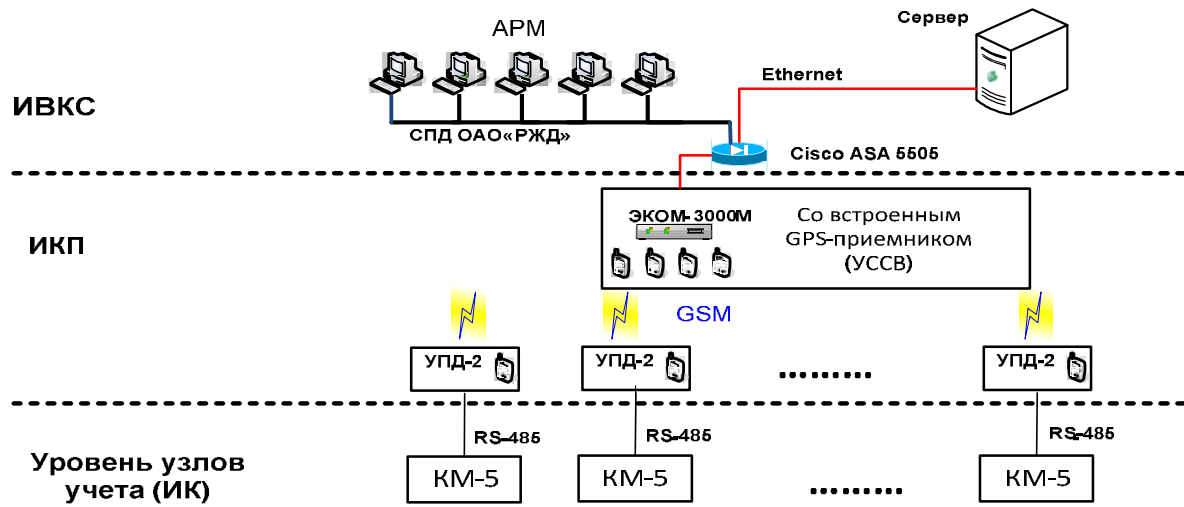 Сервер
АРМ
Ethernet
ИВКС
СПД ОАО«РЖД»
Cisco ASA 5505
ЭКОМ-3000М
Со встроенным
GPS-приемником
(УССВ)
ИКП
GSM
УПД-2
УПД-2
.........
УПД-2
RS-485
RS-485
RS-485
Уровень узлов
учета (ИК)
КМ-5
КМ-5
.........
КМ-5